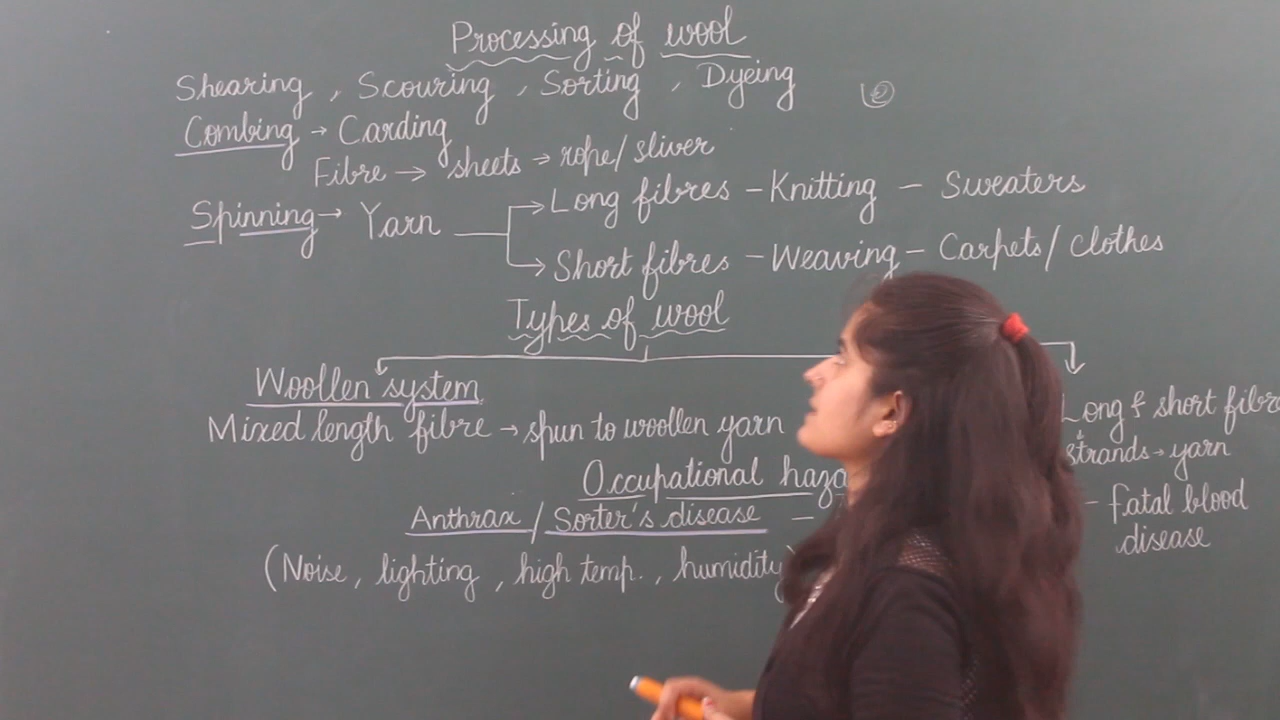 Processing of wool
Shearing , Scouring , Sorting , Dyeing
Combing → Carding
Fibre → sheets → rope/ sliver
Spinning → Yarn
Long fibres – Knitting – Sweaters
Short fibres – Weaving – Carpets/ clothes
Types of wool
Woollen system
Mixed length fibre → spun to woollen yarn
Long & short fibre
strands → yarn
Occupational
Anthrax / Sorter's disease –
– fatal blood
disease
(Noise, lighting , high temp. , humidity)